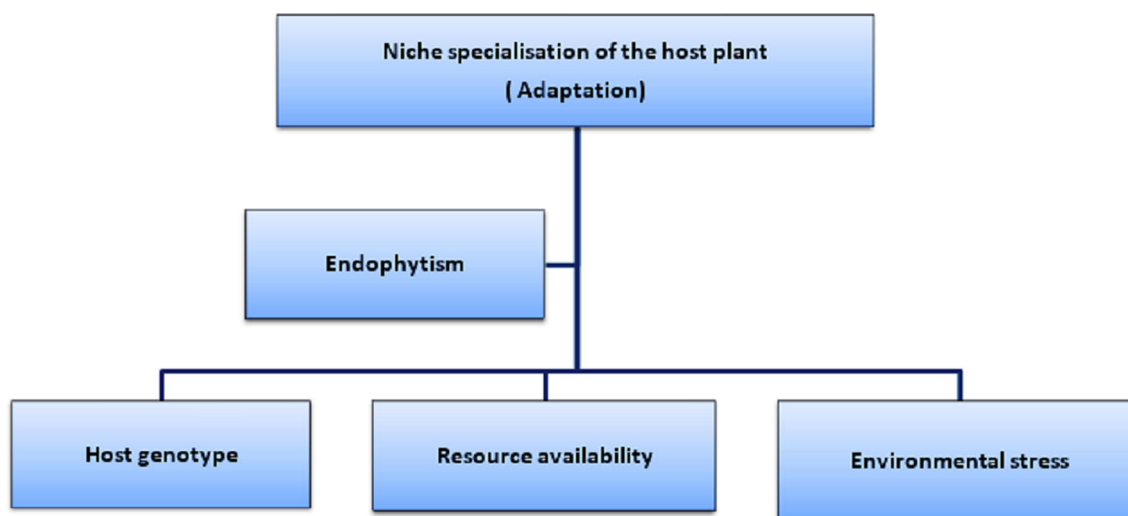 Niche specialisation of the host plant
( Adaptation)
Endophytism
Host genotype
Resource availability
Environmental stress